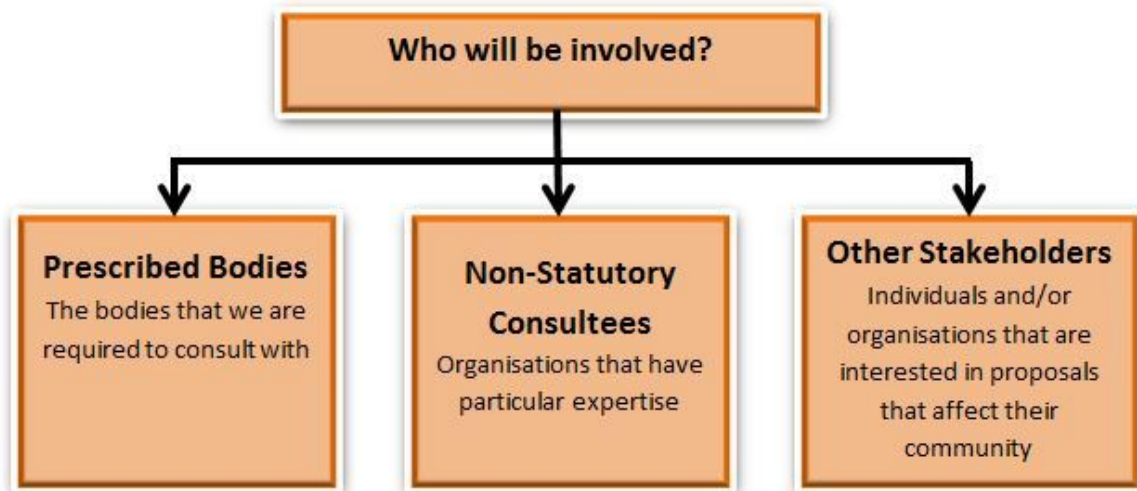 Who will be involved?
Prescribed Bodies
The bodies that we are
required to consult with
Non-Statutory
Consultees
Organisations that have
particular expertise
Other Stakeholders
Individuals and/or
organisations that are
interested in proposals
that affect their
community